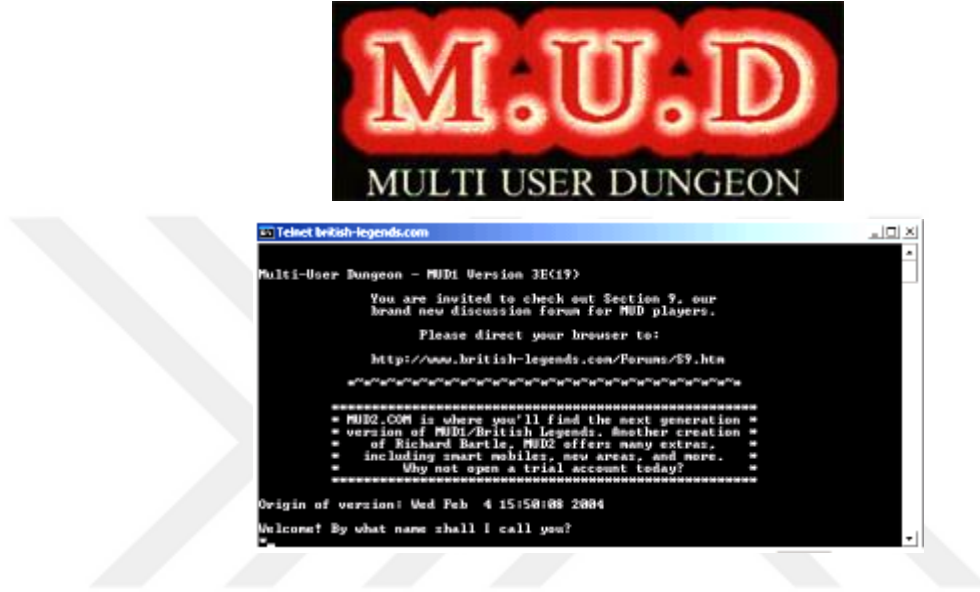 M.U.D
MULTI USER DUNGEON
Telnet british-legends.com
Multi-User Dungeon - MUD1 Version 3E(19)
You are invited to check out Section 9, our
brand new discussion forum for MUD players.
Please direct your browser to:
http://www.british-legends.com/Forums/S9.htm
*~*~*~*~*~*~*~*~*~*~*~*~*~*~*~*~*~*~*~*~*~*~*~*~*
*****************************************************
* MUD2.COM is where you'll find the next generation *
* version of MUD1/British Legends. Another creation *
* of Richard Bartle, MUD2 offers many extras, *
* including smart mobiles, new areas, and more. *
* Why not open a trial account today? *
*****************************************************
Origin of version: Wed Feb 4 15:50:08 2004
Welcome! By what name shall I call you?
*_